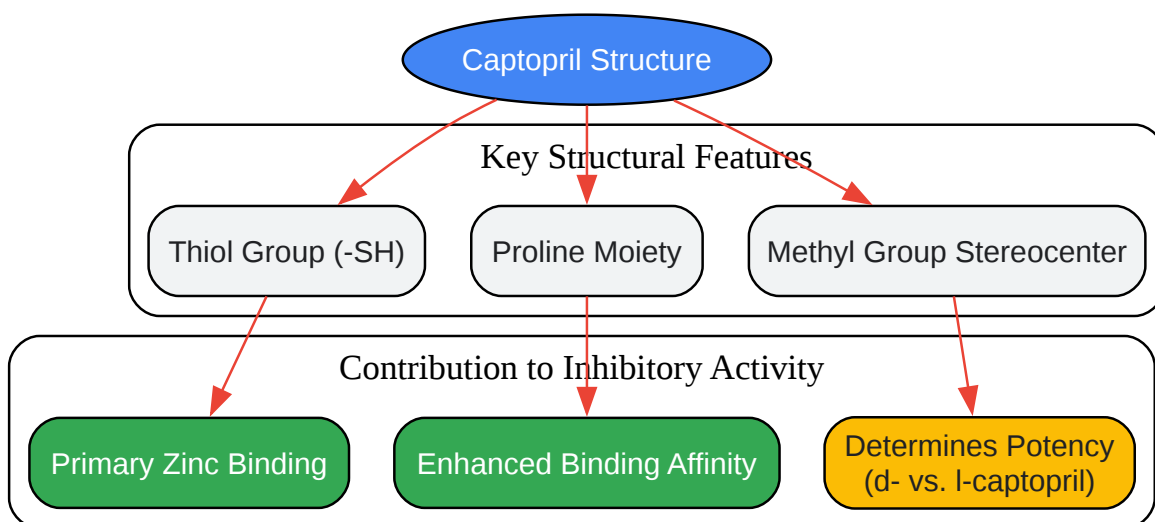 Captopril Structure
Key Structural Features
Thiol Group (-SH)
Proline Moiety
Methyl Group Stereocenter
Contribution to Inhibitory Activity
Primary Zinc Binding
Enhanced Binding Affinity
Determines Potency
(d- vs. l-captopril)